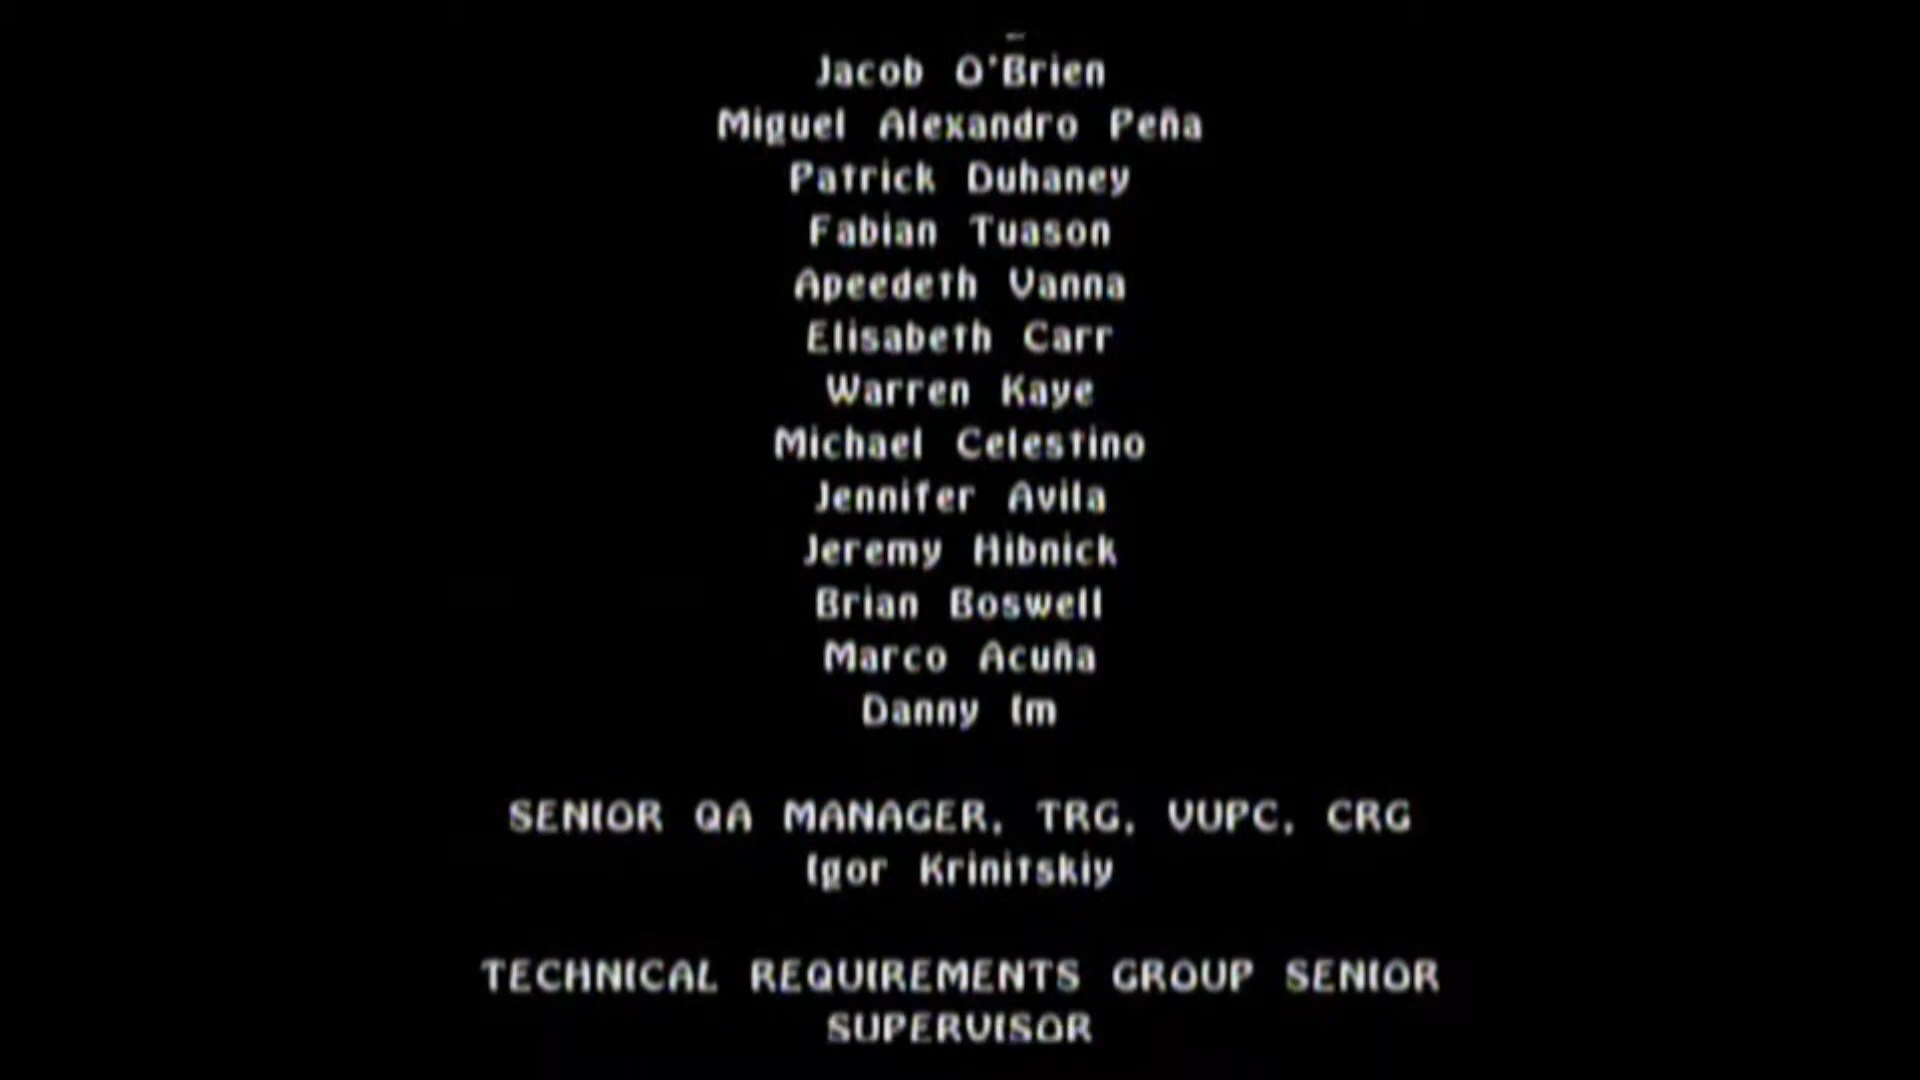 Jacob O'Brien
Miguel Alexandro Peña
Patrick Duhaney
Fabian Tuason
Apeedeth Vanna
Elisabeth Carr
Warren Kaye
Michael Celestino
Jennifer Avila
Jeremy Hibnick
Brian Boswell
Marco Acuña
Danny Im
SENIOR QA MANAGER, TRG, VUPC, CRG
Igor Krinitskiy
TECHNICAL REQUIREMENTS GROUP SENIOR
SUPERVISOR